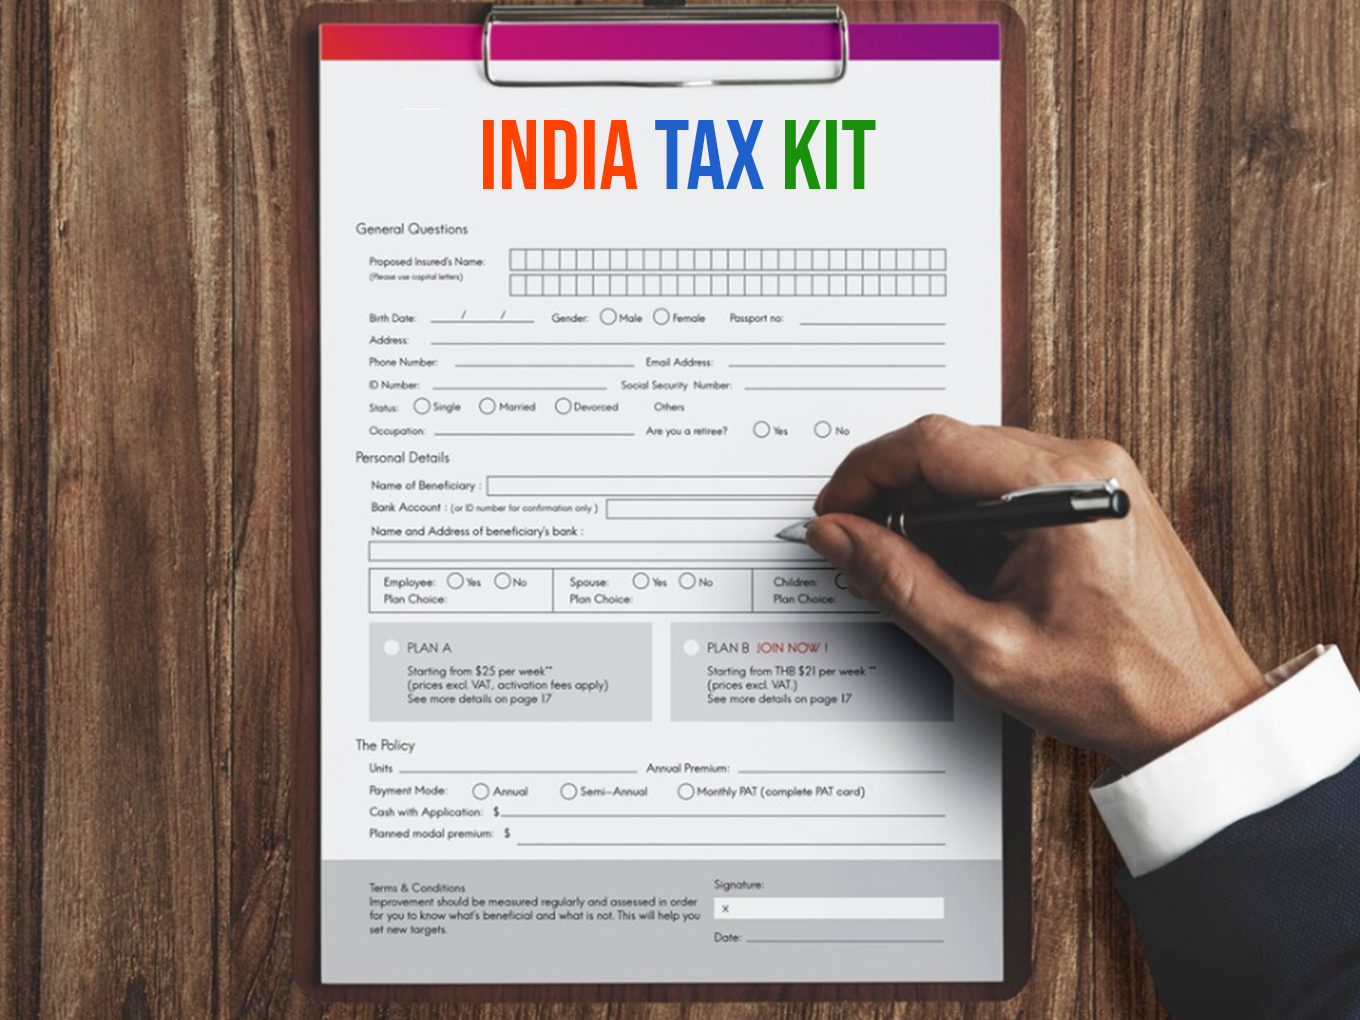 INDIA TAX KIT
General Questions
Proposed Insured's Name:
(Please use capital letters)
Birth Date: / / Gender: Male Female Passport no:
Address:
Phone Number: Email Address:
ID Number: Social Security Number:
Status: Single Married Devorced Others
Occupation: Are you a retiree? Yes No
Personal Details
Name of Beneficiary :
Bank Account : (or ID number for confirmation only )
Name and Address of beneficiary's bank :
Employee: Yes No Spouse: Yes No Children:
Plan Choice: Plan Choice: Plan Choice:
PLAN A
Starting from $25 per week**
(prices excl. VAT, activation fees apply)
See more details on page 17
PLAN B JOIN NOW !
Starting from THB $21 per week **
(prices excl. VAT.)
See more details on page 17
The Policy
Units Annual Premium:
Payment Mode: Annual Semi-Annual Monthly PAT (complete PAT card)
Cash with Application: $
Planned modal premium: $
Terms & Conditions
Improvement should be measured regularly and assessed in order
for you to know what's beneficial and what is not. This will help you
set new targets.
Signature:
x
Date: